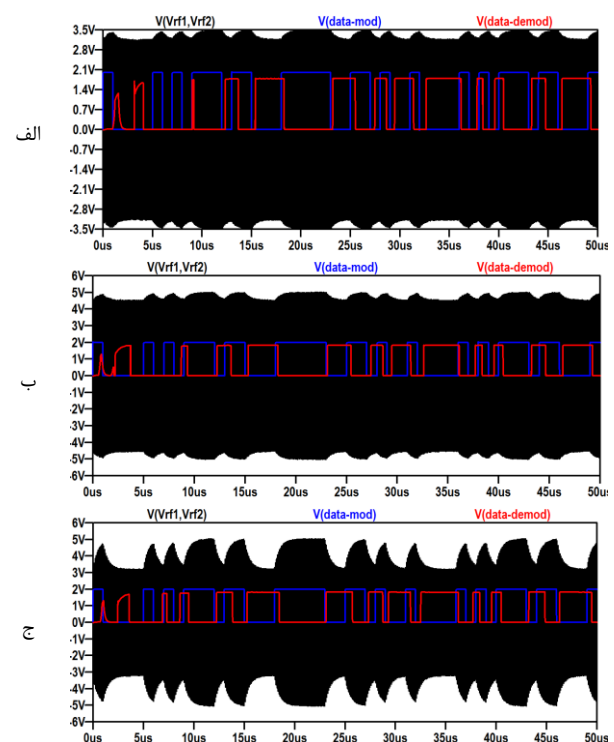 V(Vrf1,Vrf2) V(data-mod) V(data-demod)
3.5V
2.8V
2.1V
1.4V
0.7V
0.0V
-0.7V
-1.4V
-2.1V
-2.8V
-3.5V
0us 5us 10us 15us 20us 25us 30us 35us 40us 45us 50us
الف
V(Vrf1,Vrf2) V(data-mod) V(data-demod)
6V
5V
4V
3V
2V
1V
0V
-1V
-2V
-3V
-4V
-5V
-6V
0us 5us 10us 15us 20us 25us 30us 35us 40us 45us 50us
ب
V(Vrf1,Vrf2) V(data-mod) V(data-demod)
6V
5V
4V
3V
2V
1V
0V
-1V
-2V
-3V
-4V
-5V
-6V
0us 5us 10us 15us 20us 25us 30us 35us 40us 45us 50us
ج